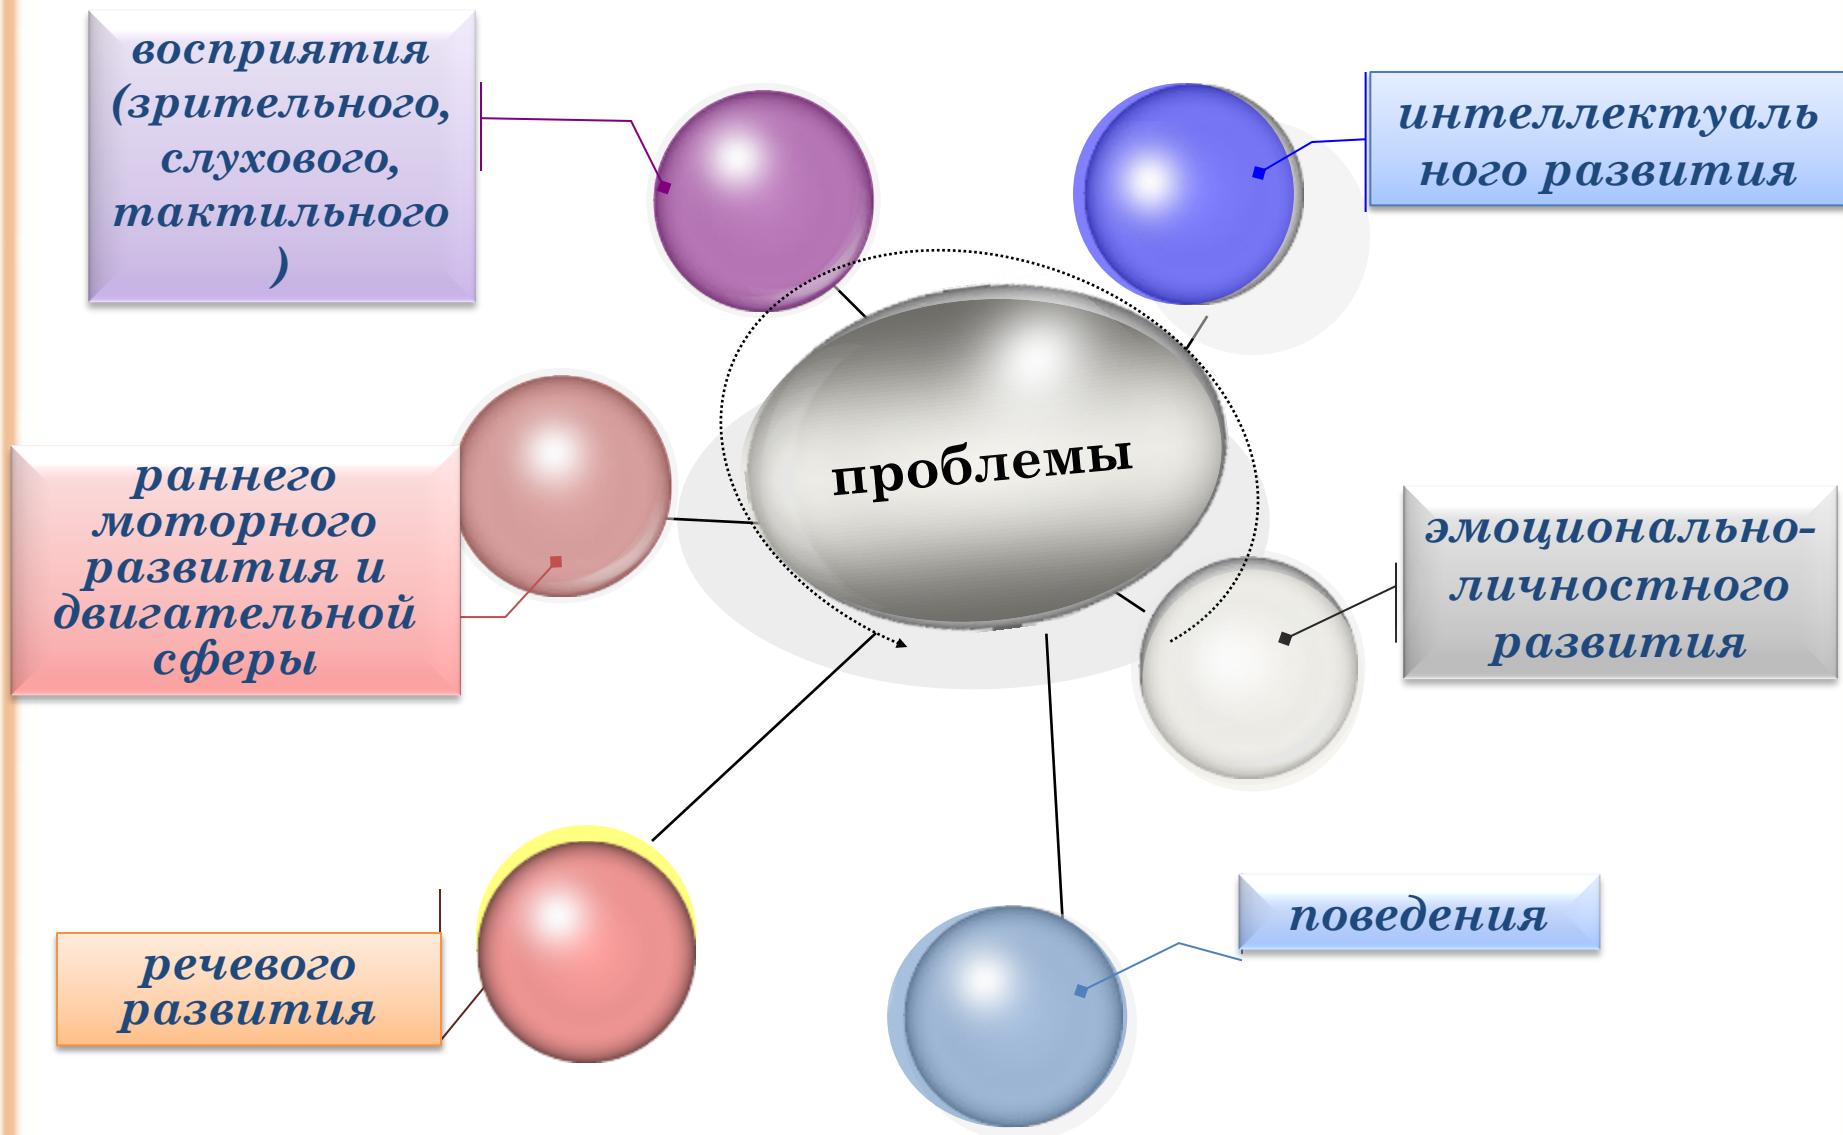 восприятия
(зрительного,
слухового,
тактильного
)
интеллектуаль
ного развития
проблемы
раннего
моторного
развития и
двигательной
сферы
эмоционально-
личностного
развития
речевого
развития
поведения